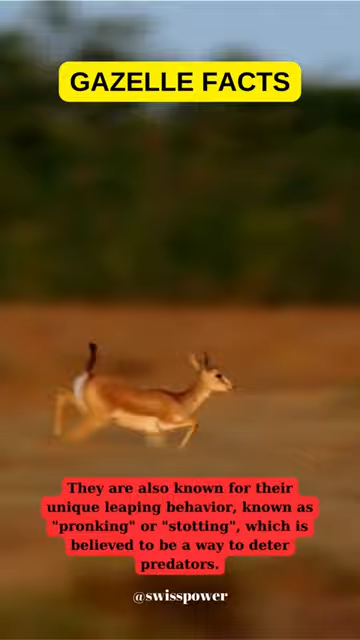 GAZELLE FACTS
They are also known for their
unique leaping behavior, known as
"pronking" or "stotting", which is
believed to be a way to deter
predators.
@swisspower